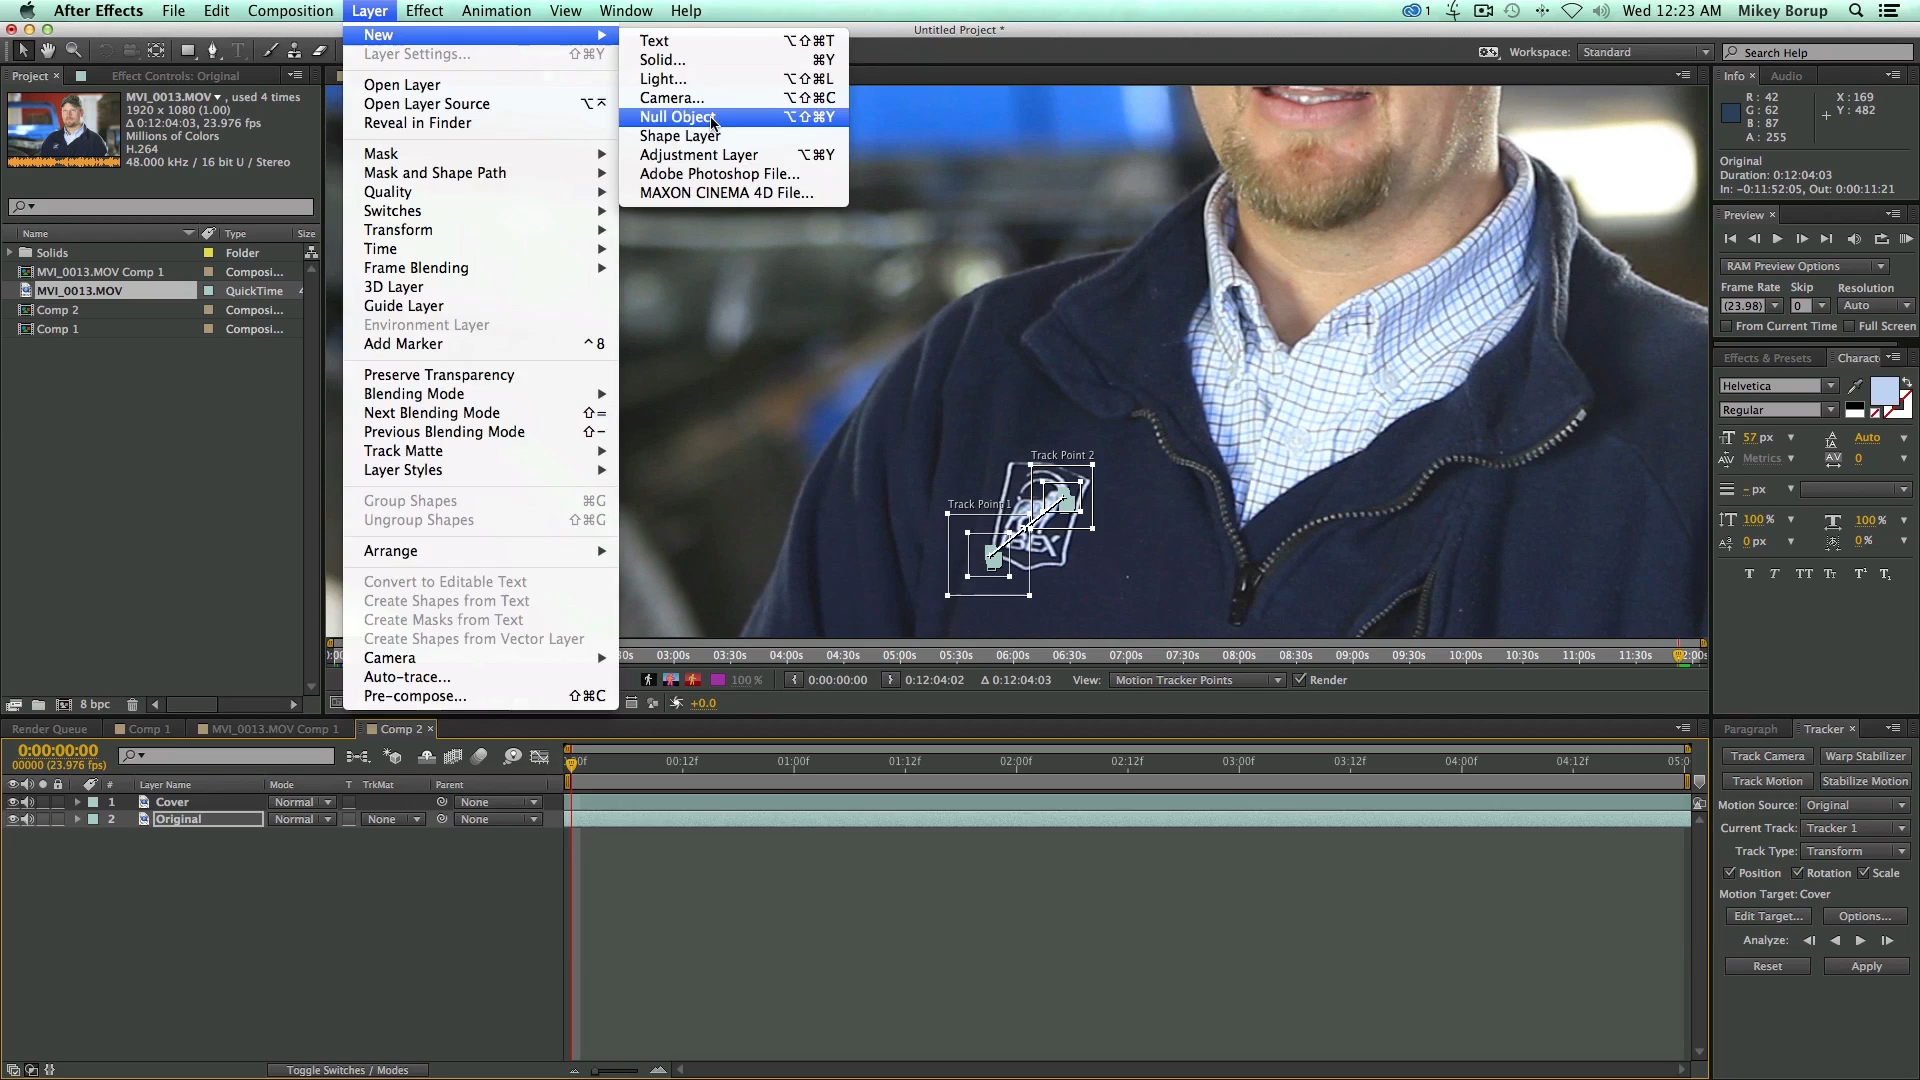 After Effects File Edit Composition Layer Effect Animation View Window Help
1 Wed 12:23 AM Mikey Borup
Untitled Project *
Workspace: Standard
Search Help
Project × Effect Controls: Original
MVI_0013.MOV ▾ , used 4 times
1920 x 1080 (1.00)
Δ 0:12:04:03, 23.976 fps
Millions of Colors
H.264
48.000 kHz / 16 bit U / Stereo
Name Type Size
Solids Folder
MVI_0013.MOV Comp 1 Composi...
MVI_0013.MOV QuickTime
Comp 2 Composi...
Comp 1 Composi...
8 bpc
New
Layer Settings... ⇧⌘Y
Open Layer
Open Layer Source
Reveal in Finder
Mask
Mask and Shape Path
Quality
Switches
Transform
Time
Frame Blending
3D Layer
Guide Layer
Environment Layer
Add Marker ^8
Preserve Transparency
Blending Mode
Next Blending Mode ⇧=
Previous Blending Mode ⇧-
Track Matte
Layer Styles
Group Shapes ⌘G
Ungroup Shapes ⇧⌘G
Arrange
Convert to Editable Text
Create Shapes from Text
Create Masks from Text
Create Shapes from Vector Layer
Camera
Auto-trace...
Pre-compose... ⇧⌘C
Text ⌥⇧⌘T
Solid... ⌘Y
Light... ⌥⇧⌘L
Camera... ⌥⇧⌘C
Null Object ⌥⇧⌘Y
Shape Layer
Adjustment Layer ⌥⌘Y
Adobe Photoshop File...
MAXON CINEMA 4D File...
Track Point 2
Track Point 1
03:00s 03:30s 04:00s 04:30s 05:00s 05:30s 06:00s 06:30s 07:00s 07:30s 08:00s 08:30s 09:00s 09:30s 10:00s 10:30s 11:00s 11:30s
100 % 0:00:00:00 0:12:04:02 Δ 0:12:04:03 View: Motion Tracker Points Render
+0.0
Info × Audio
R : 42
G : 62
B : 87
A : 255
X : 169
Y : 482
Original
Duration: 0:12:04:03
In: -0:11:52:05, Out: 0:00:11:21
Preview ×
RAM Preview Options
Frame Rate Skip Resolution
(23.98) 0 Auto
From Current Time Full Screen
Effects & Presets Charact
Helvetica
Regular
57 px Auto
Metrics 0
- px
100 % 100 %
0 px 0 %
T T TT Tr T¹ T₁
Render Queue Comp 1 MVI_0013.MOV Comp 1 Comp 2 ×
0:00:00:00
00000 (23.976 fps)
# Layer Name Mode T TrkMat Parent
1 Cover Normal None
2 Original Normal None None
00:12f 01:00f 01:12f 02:00f 02:12f 03:00f 03:12f 04:00f 04:12f 05:0
Toggle Switches / Modes
Paragraph Tracker ×
Track Camera Warp Stabilizer
Track Motion Stabilize Motion
Motion Source: Original
Current Track: Tracker 1
Track Type: Transform
Position Rotation Scale
Motion Target: Cover
Edit Target... Options...
Analyze:
Reset Apply